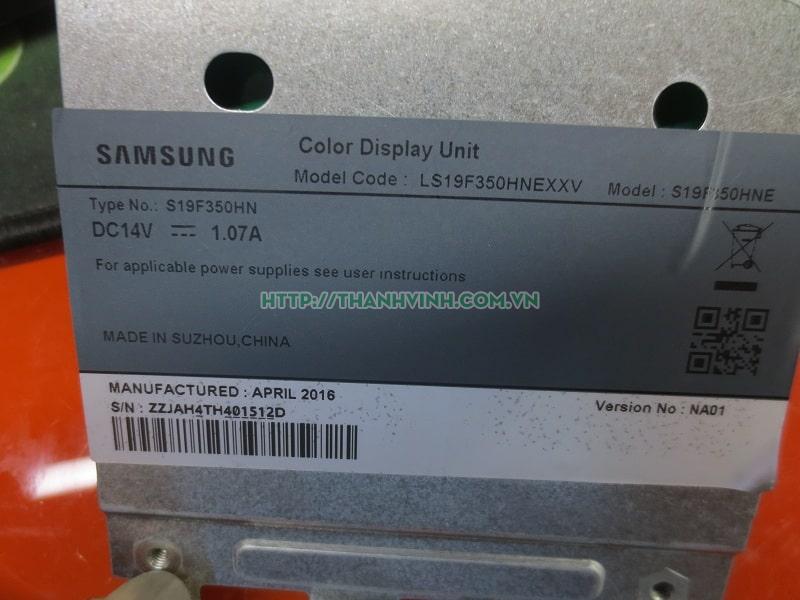 SAMSUNG Color Display Unit
Model Code : LS19F350HNEXXV Model : S19F350HNE
Type No.: S19F350HN
DC14V 1.07A
For applicable power supplies see user instructions
HTTP://THANHVINH.COM.VN
MADE IN SUZHOU,CHINA
MANUFACTURED : APRIL 2016
S/N : ZZJAH4TH401512D
Version No : NA01